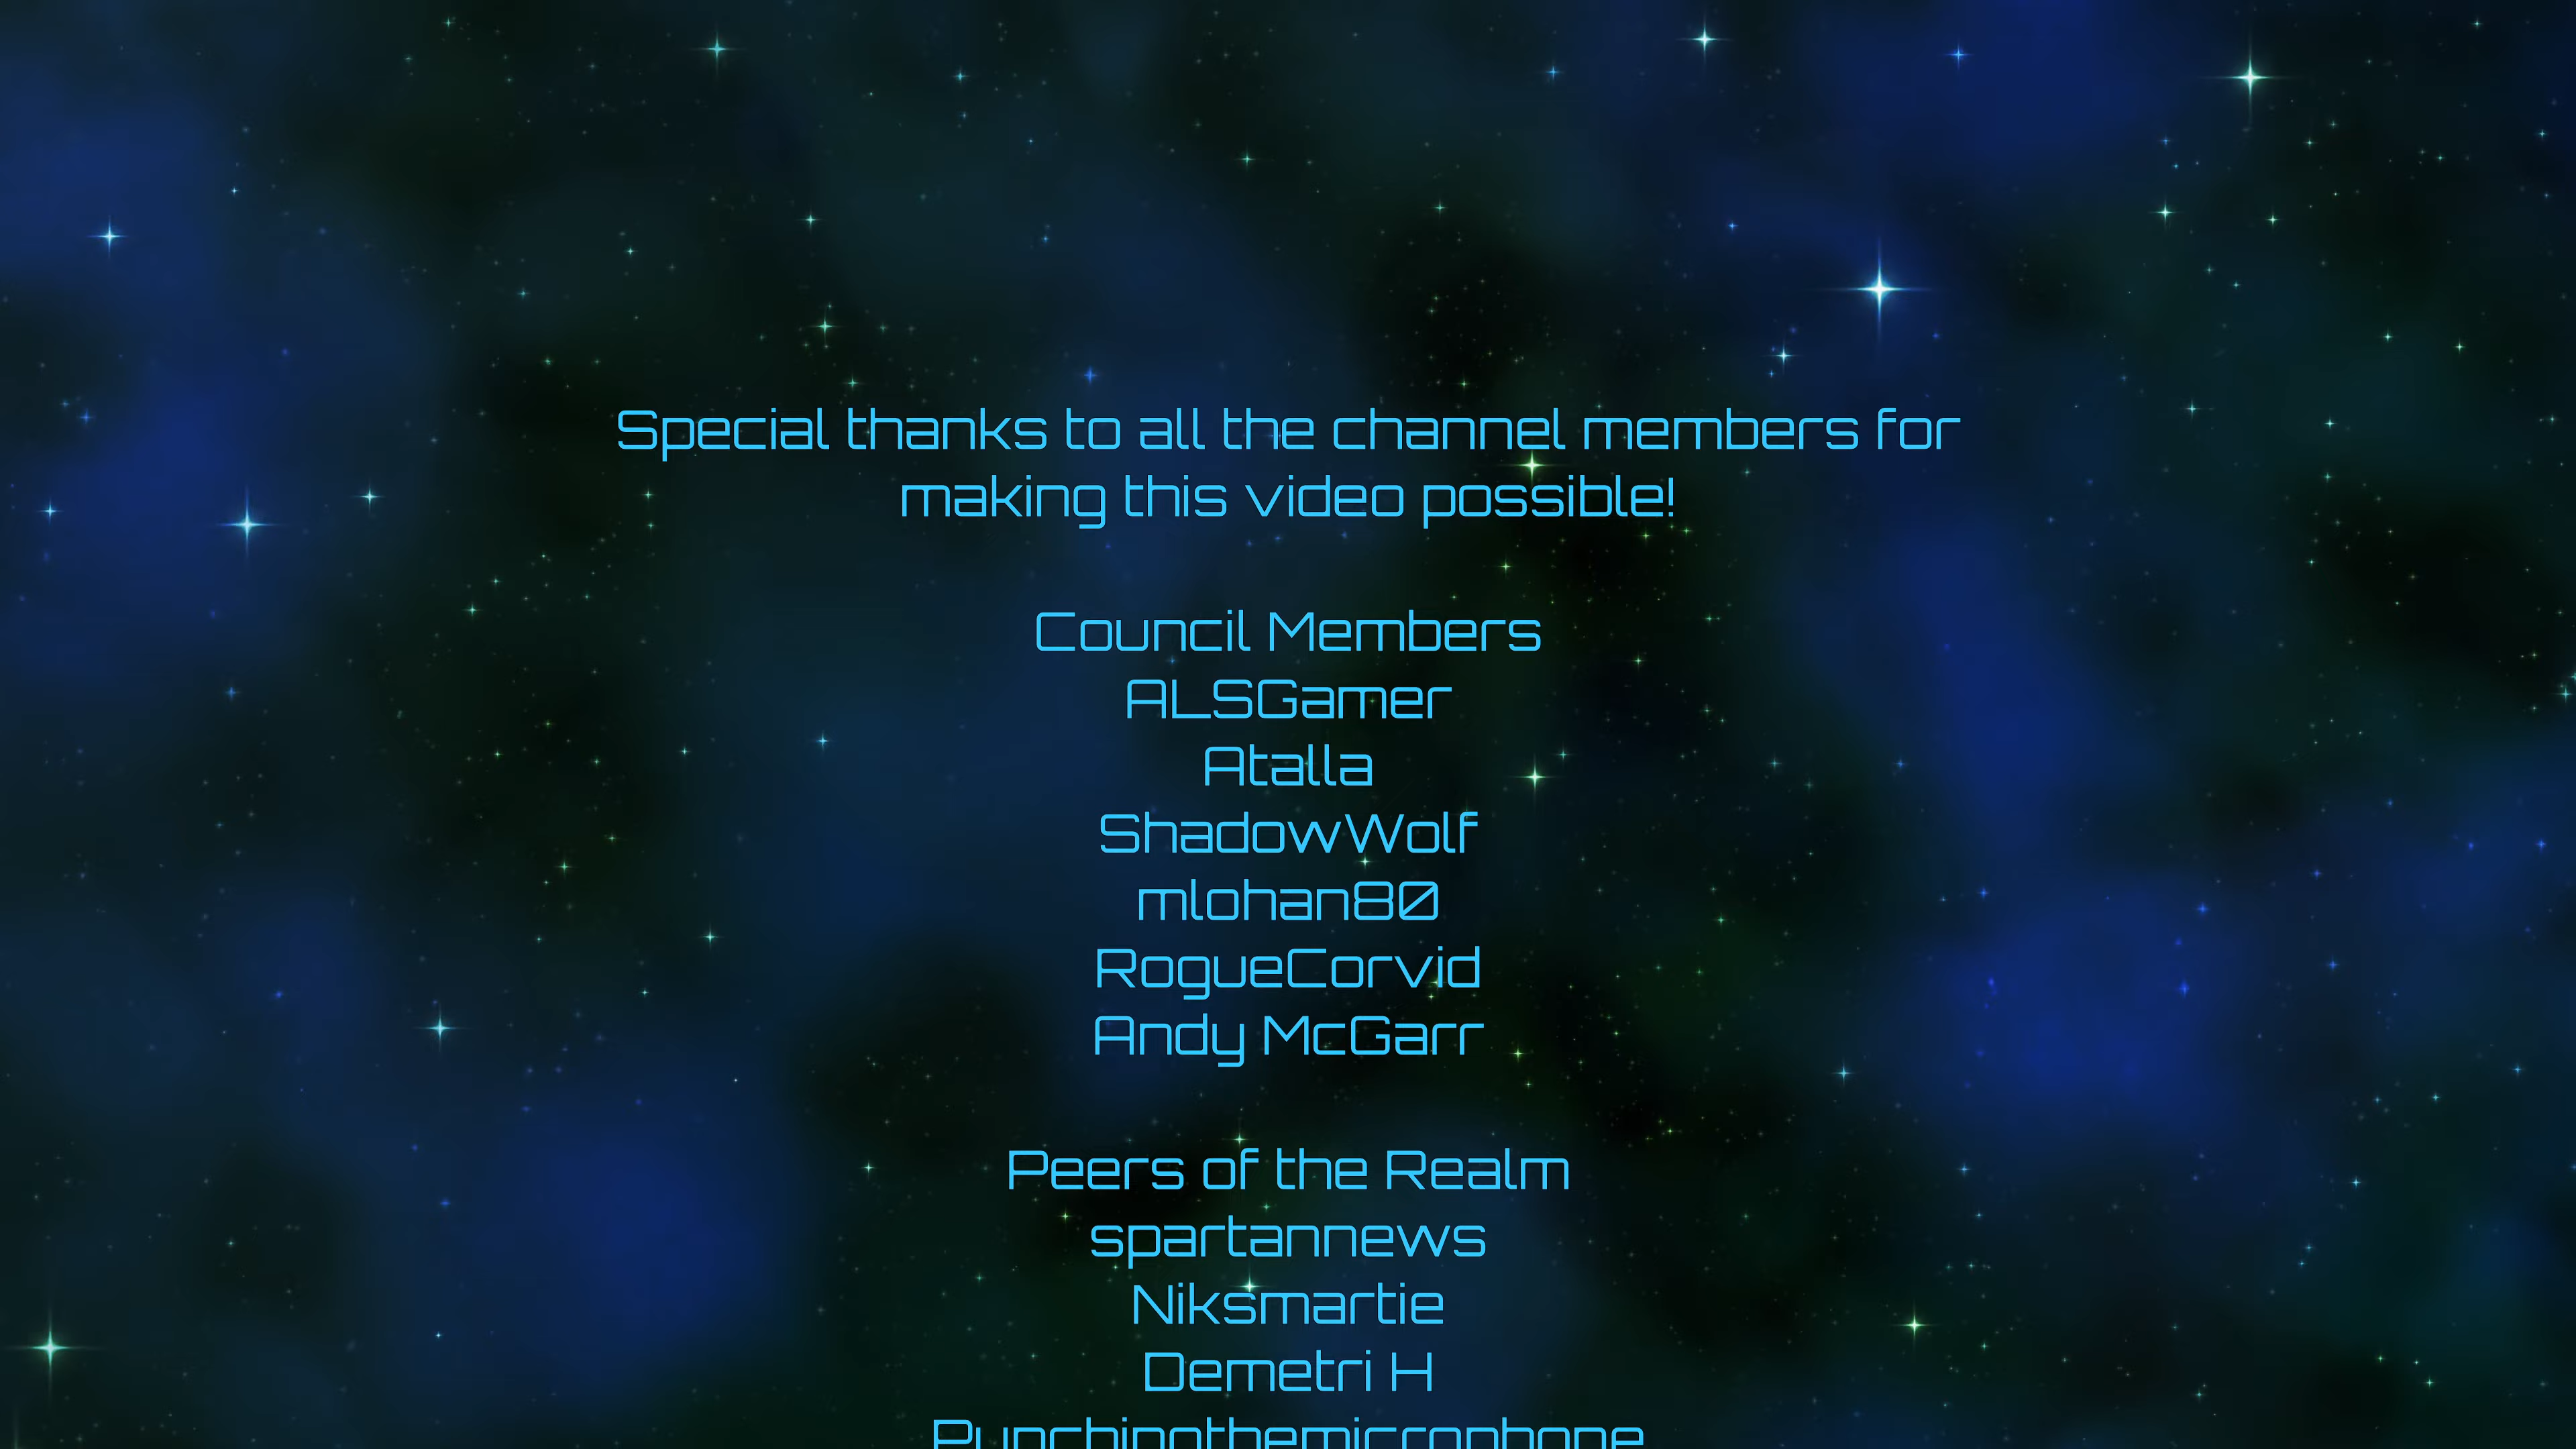 Special thanks to all the channel members for
making this video possible!
Council Members
ALSGamer
Atalla
ShadowWolf
mlohan80
RogueCorvid
Andy McGarr
Peers of the Realm
spartannews
Niksmartie
Demetri H
Punchingthemicrophone